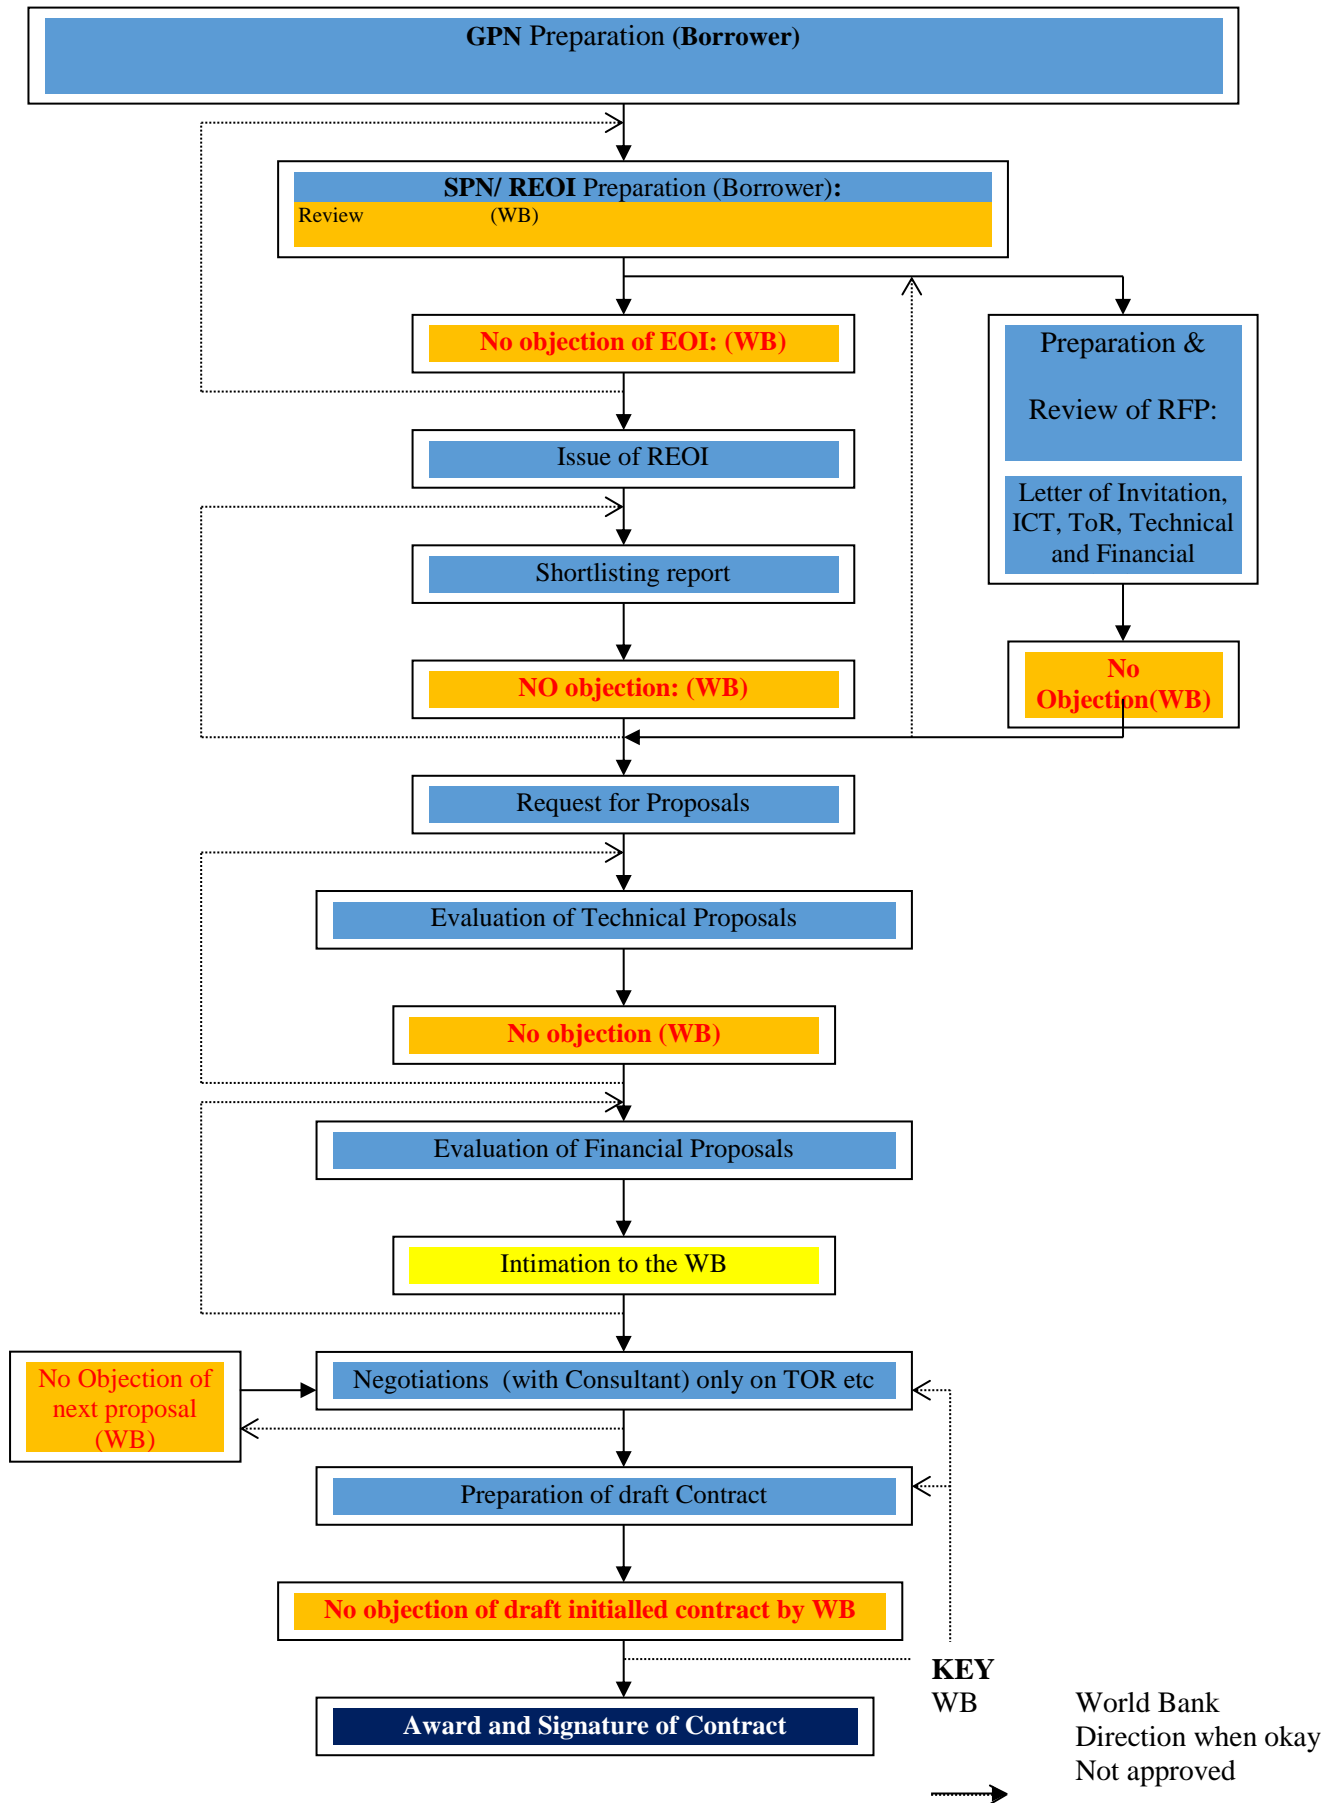 GPN Preparation (Borrower)
SPN/ REOI Preparation (Borrower):
Review (WB)
No objection of EOI: (WB)
Preparation &
Review of RFP:
Letter of Invitation,
ICT, ToR, Technical
and Financial
Issue of REOI
Shortlisting report
NO objection: (WB)
No
Objection(WB)
Request for Proposals
Evaluation of Technical Proposals
No objection (WB)
Evaluation of Financial Proposals
Intimation to the WB
No Objection of
next proposal
(WB)
Negotiations (with Consultant) only on TOR etc
Preparation of draft Contract
No objection of draft initialled contract by WB
Award and Signature of Contract
KEY
WB World Bank
Direction when okay
Not approved